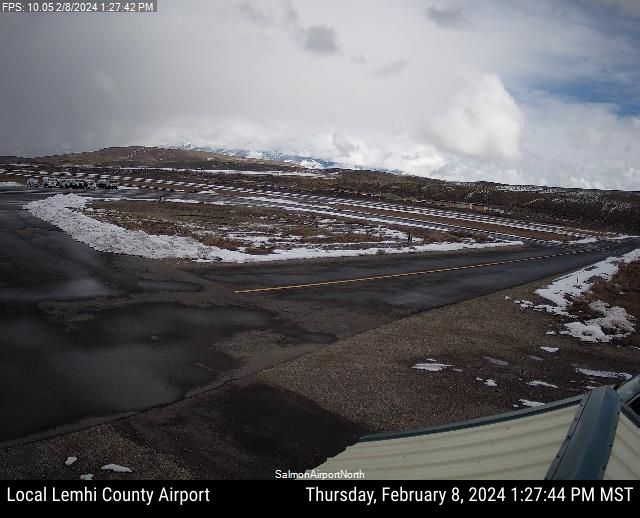 FPS: 10.05 2/8/2024 1:27:42 PM
SalmonAirportNorth
Local Lemhi County Airport Thursday, February 8, 2024 1:27:44 PM MST